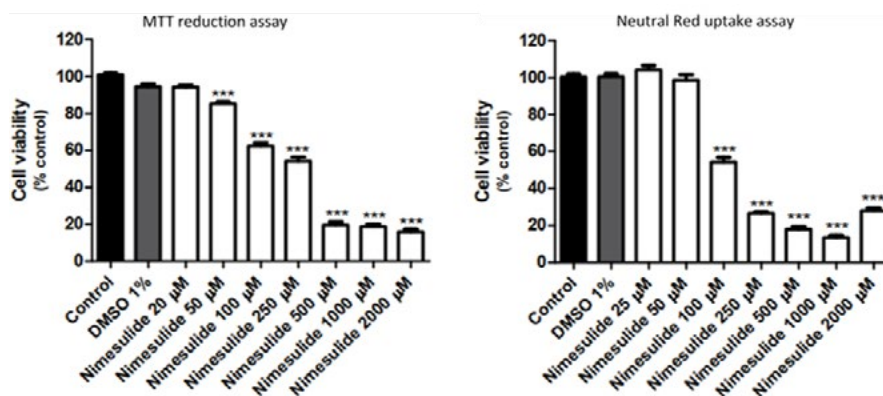 MTT reduction assay
120
100
80
60
40
20
0
Cell viability
(% control)
***
***
***
***
***
***
Control
DMSO 1%
Nimesulide 20 µM
Nimesulide 50 µM
Nimesulide 100 µM
Nimesulide 250 µM
Nimesulide 500 µM
Nimesulide 1000 µM
Nimesulide 2000 µM
Neutral Red uptake assay
120
100
80
60
40
20
0
Cell viability
(% control)
***
***
***
***
***
Control
DMSO 1%
Nimesulide 25 µM
Nimesulide 50 µM
Nimesulide 100 µM
Nimesulide 250 µM
Nimesulide 500 µM
Nimesulide 1000 µM
Nimesulide 2000 µM